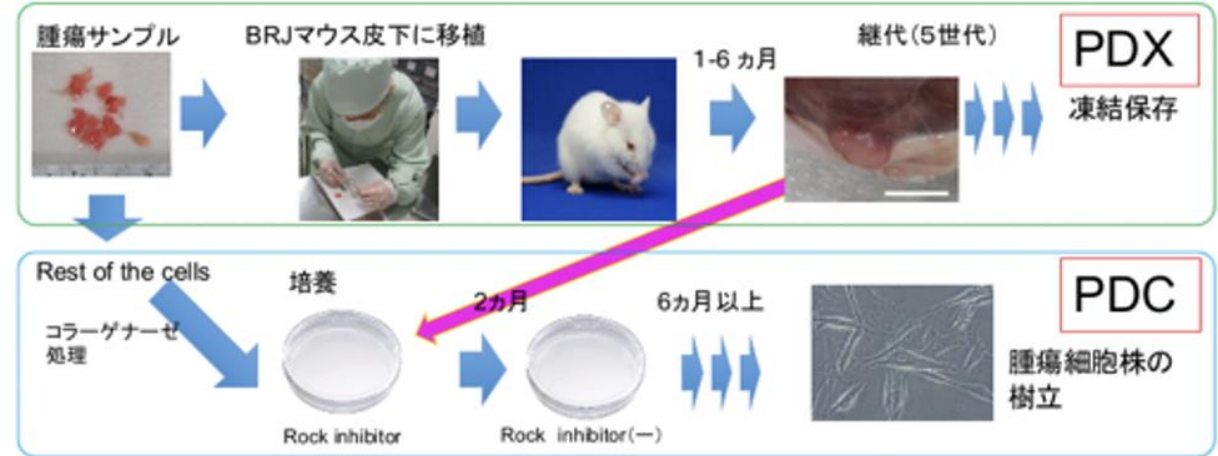 腫瘍サンプル
BRJマウス皮下に移植
1-6 ヵ月
継代(5世代)
PDX
凍結保存
Rest of the cells
コラーゲナーゼ
処理
培養
Rock inhibitor
2ヵ月
Rock inhibitor(ー)
6ヵ月以上
PDC
腫瘍細胞株の
樹立